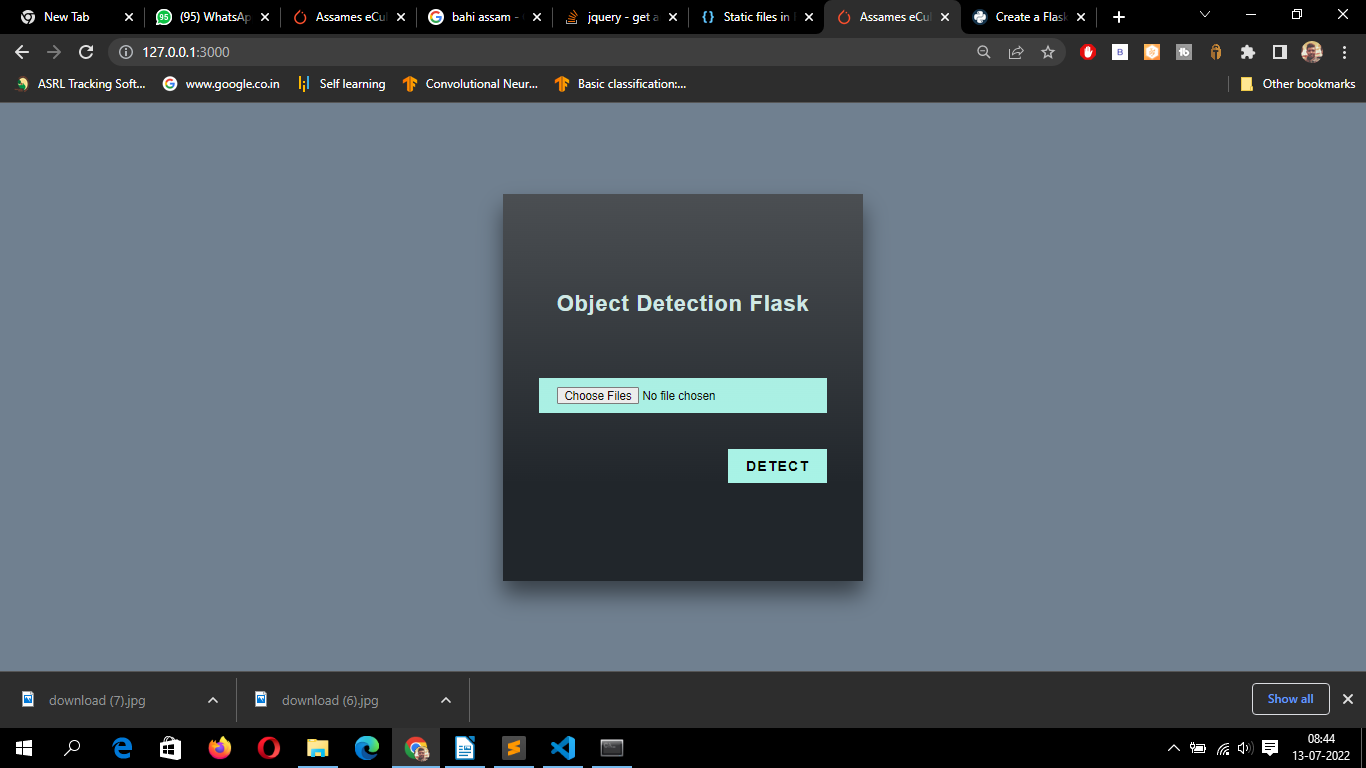 New Tab
(95) WhatsAp
Assames eCul
bahi assam -
jquery - get a
Static files in
Assames eCul
Create a Flask
127.0.0.1:3000
ASRL Tracking Soft...
www.google.co.in
Self learning
Convolutional Neur...
Basic classification:...
Other bookmarks
Object Detection Flask
Choose Files No file chosen
DETECT
download (7).jpg
download (6).jpg
Show all
08:44
13-07-2022